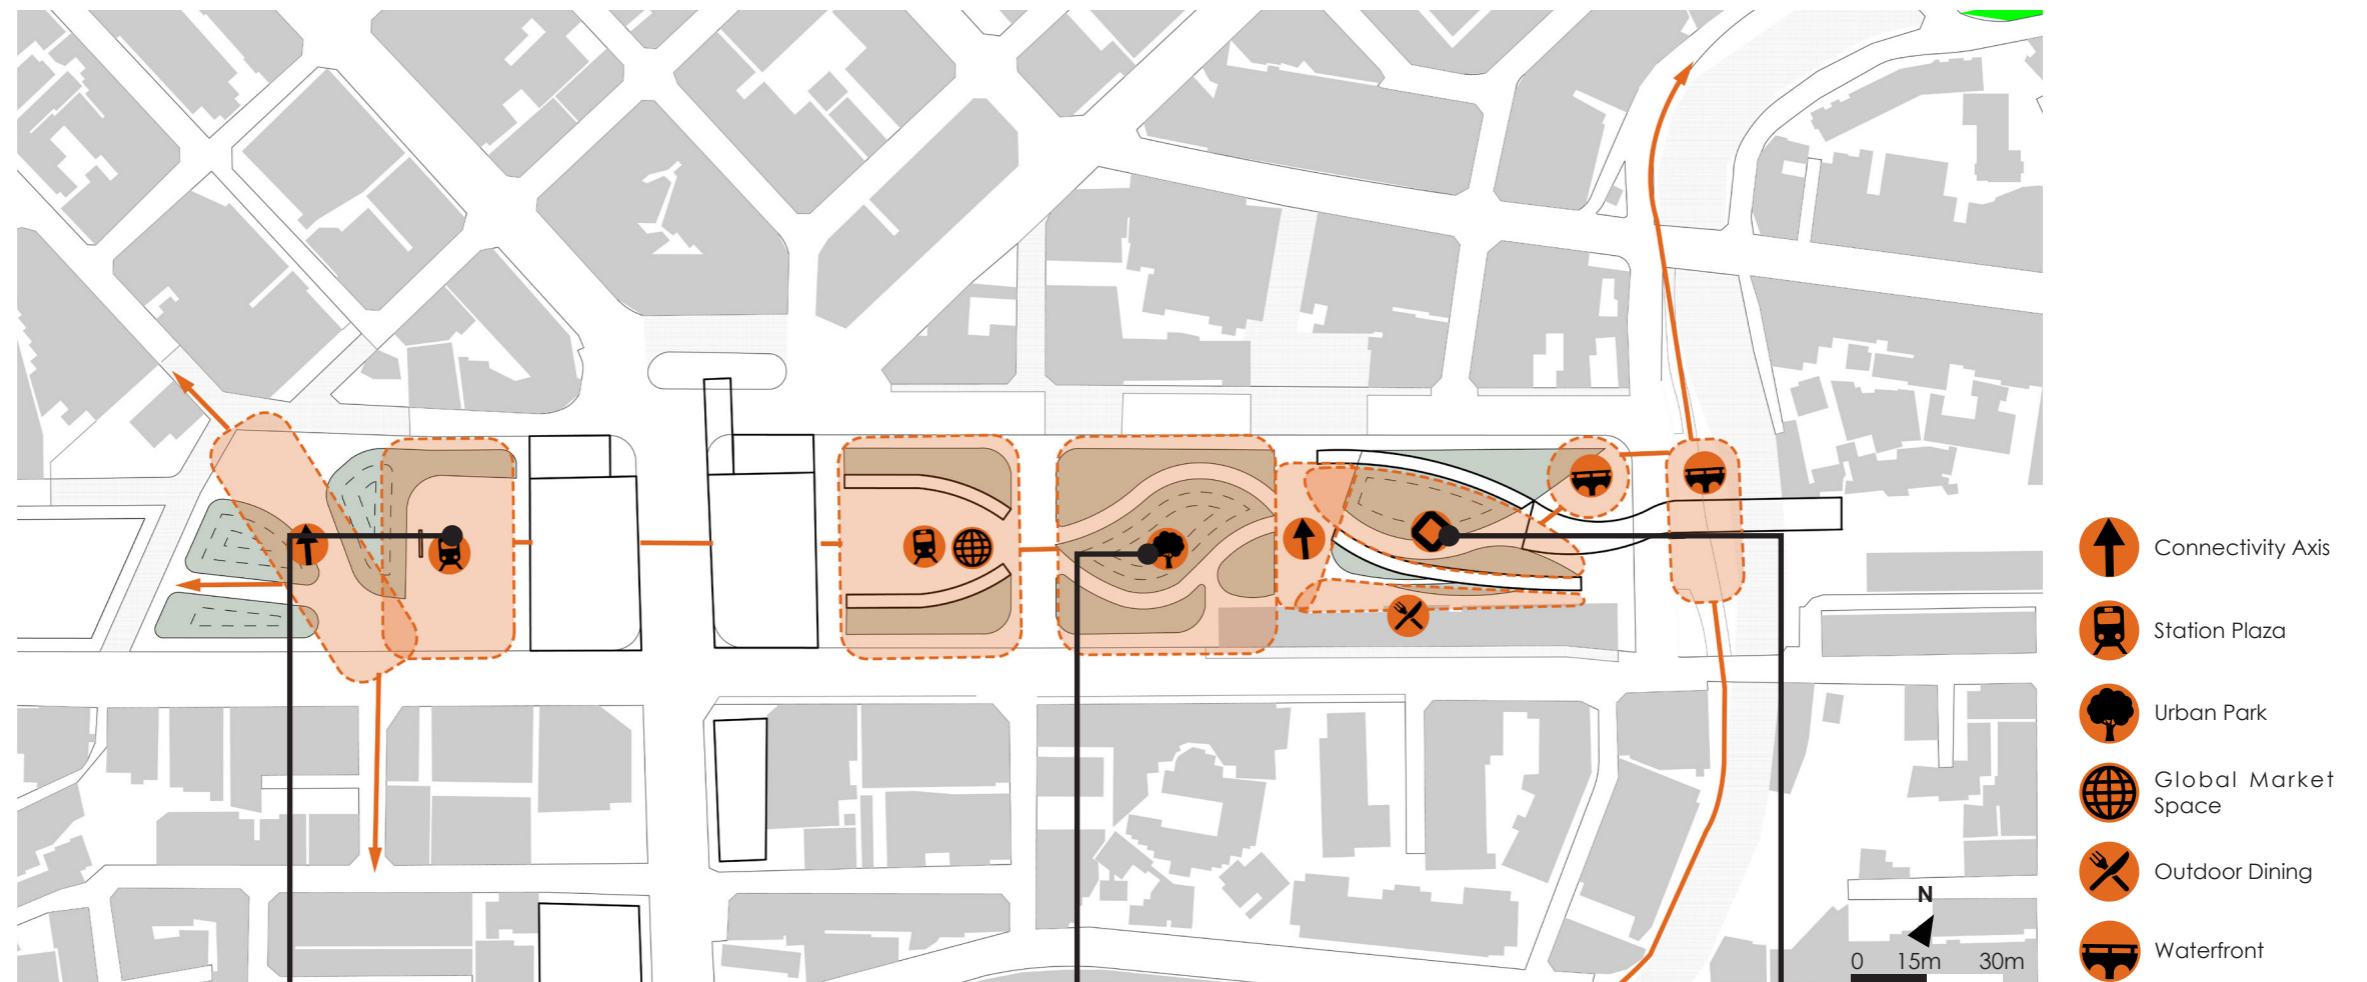 Connectivity Axis
Station Plaza
Urban Park
Global Market
Space
Outdoor Dining
Waterfront
N
0 15m 30m